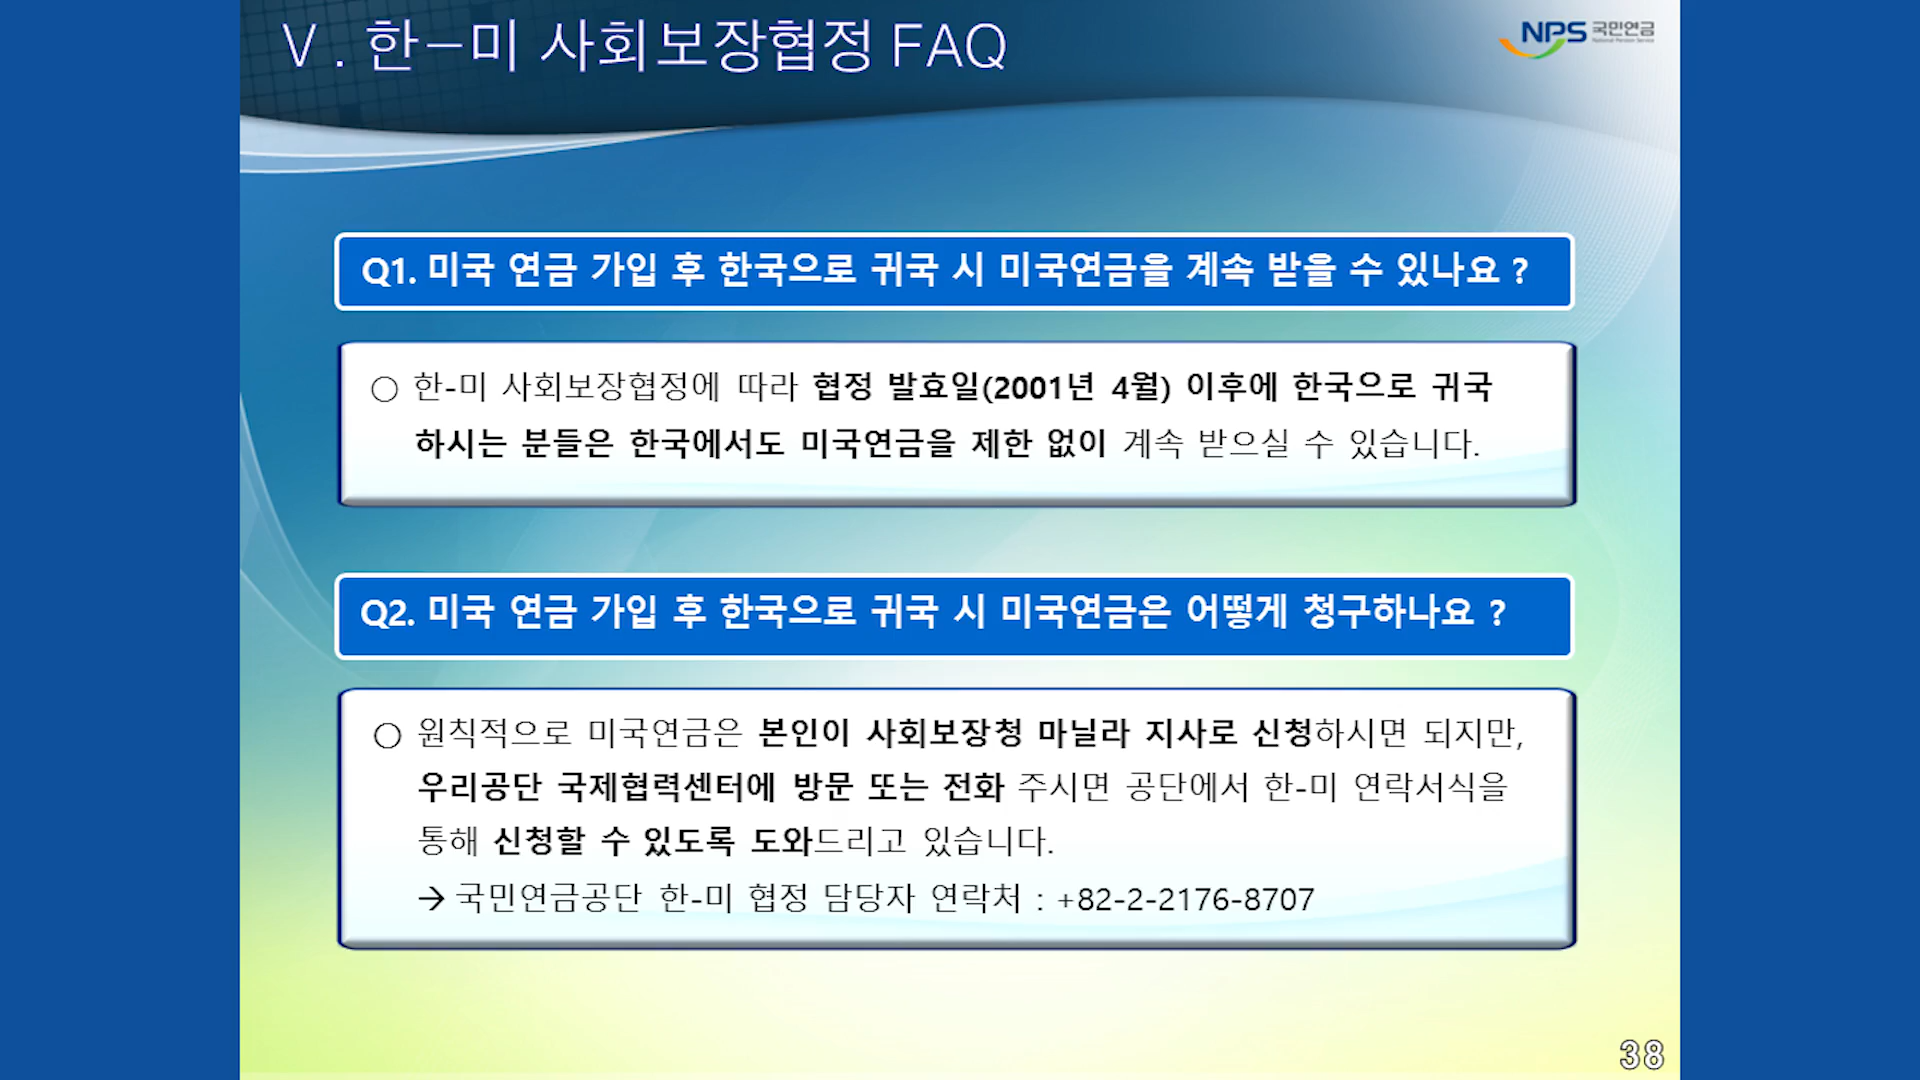 Ⅴ. 한-미 사회보장협정 FAQ
NPS 국민연금
National Pension Service
Q1. 미국 연금 가입 후 한국으로 귀국 시 미국연금을 계속 받을 수 있나요 ?
○ 한-미 사회보장협정에 따라 협정 발효일(2001년 4월) 이후에 한국으로 귀국
하시는 분들은 한국에서도 미국연금을 제한 없이 계속 받으실 수 있습니다.
Q2. 미국 연금 가입 후 한국으로 귀국 시 미국연금은 어떻게 청구하나요 ?
○ 원칙적으로 미국연금은 본인이 사회보장청 마닐라 지사로 신청하시면 되지만,
우리공단 국제협력센터에 방문 또는 전화 주시면 공단에서 한-미 연락서식을
통해 신청할 수 있도록 도와드리고 있습니다.
→ 국민연금공단 한-미 협정 담당자 연락처 : +82-2-2176-8707
38